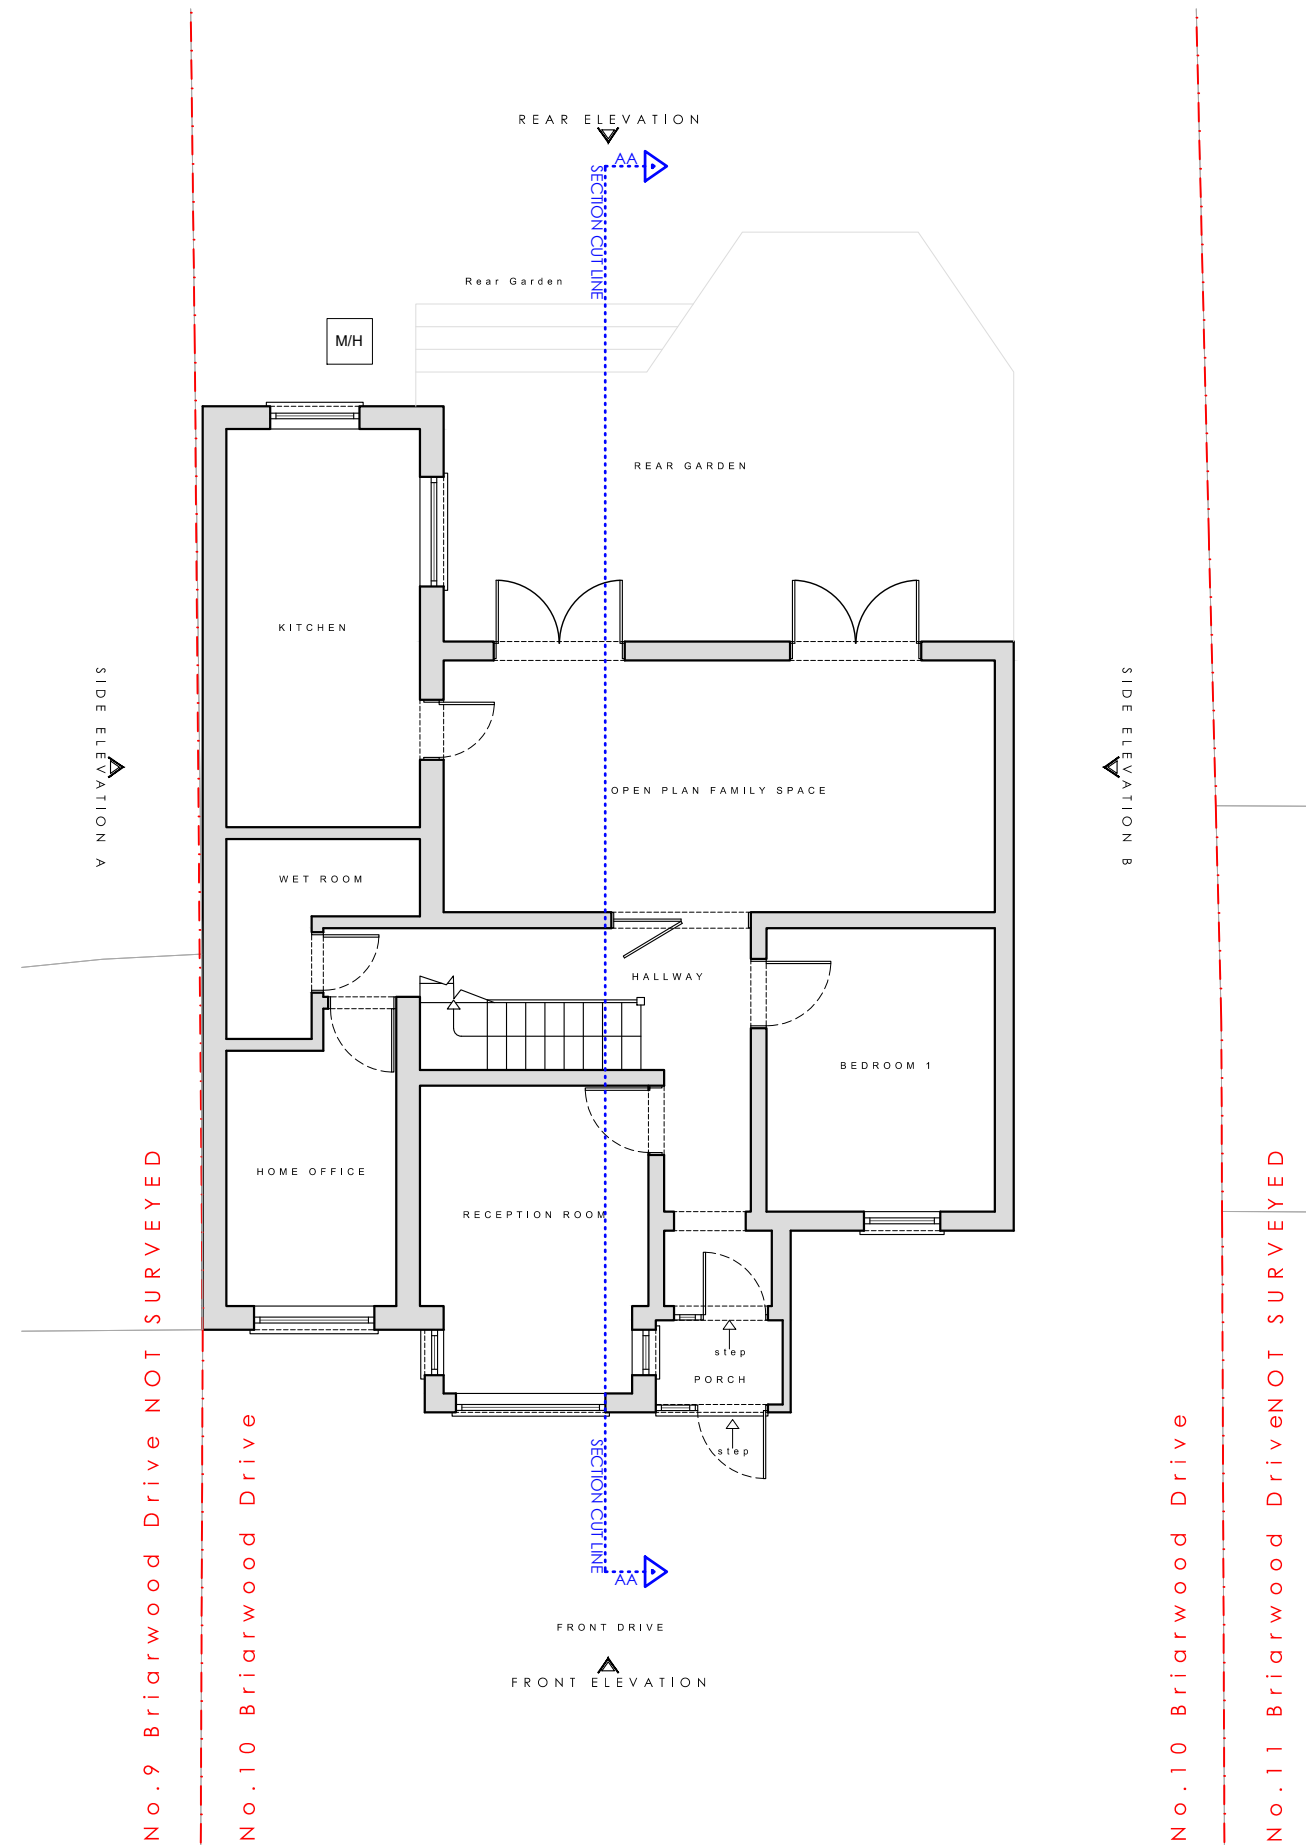 REAR ELEVATION
AA
SECTION CUT LINE
Rear Garden
M/H
REAR GARDEN
KITCHEN
SIDE ELEVATION A
SIDE ELEVATION B
OPEN PLAN FAMILY SPACE
WET ROOM
HALLWAY
BEDROOM 1
HOME OFFICE
RECEPTION ROOM
step
PORCH
step
SECTION CUT LINE
AA
FRONT DRIVE
FRONT ELEVATION
No.9 Briarwood Drive NOT SURVEYED
No.10 Briarwood Drive
No.10 Briarwood Drive
No.11 Briarwood DriveNOT SURVEYED